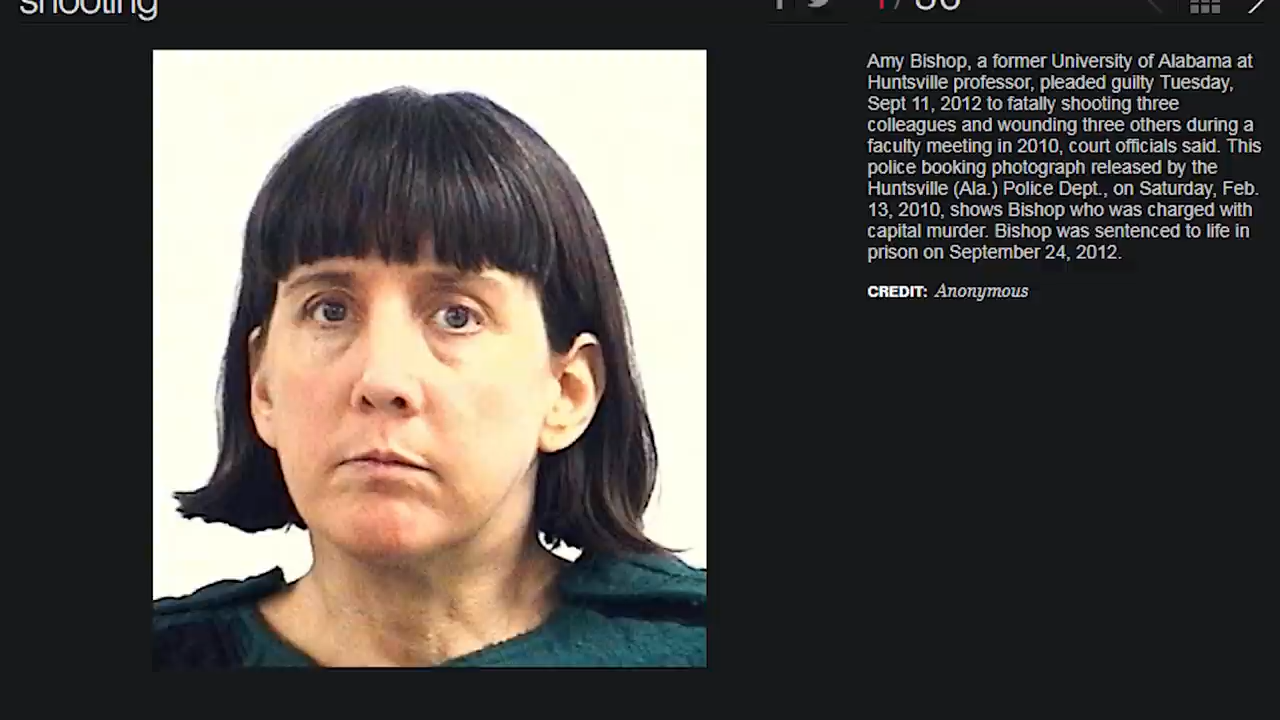 shooting
Amy Bishop, a former University of Alabama at
Huntsville professor, pleaded guilty Tuesday,
Sept 11, 2012 to fatally shooting three
colleagues and wounding three others during a
faculty meeting in 2010, court officials said. This
police booking photograph released by the
Huntsville (Ala.) Police Dept., on Saturday, Feb.
13, 2010, shows Bishop who was charged with
capital murder. Bishop was sentenced to life in
prison on September 24, 2012.
CREDIT: Anonymous